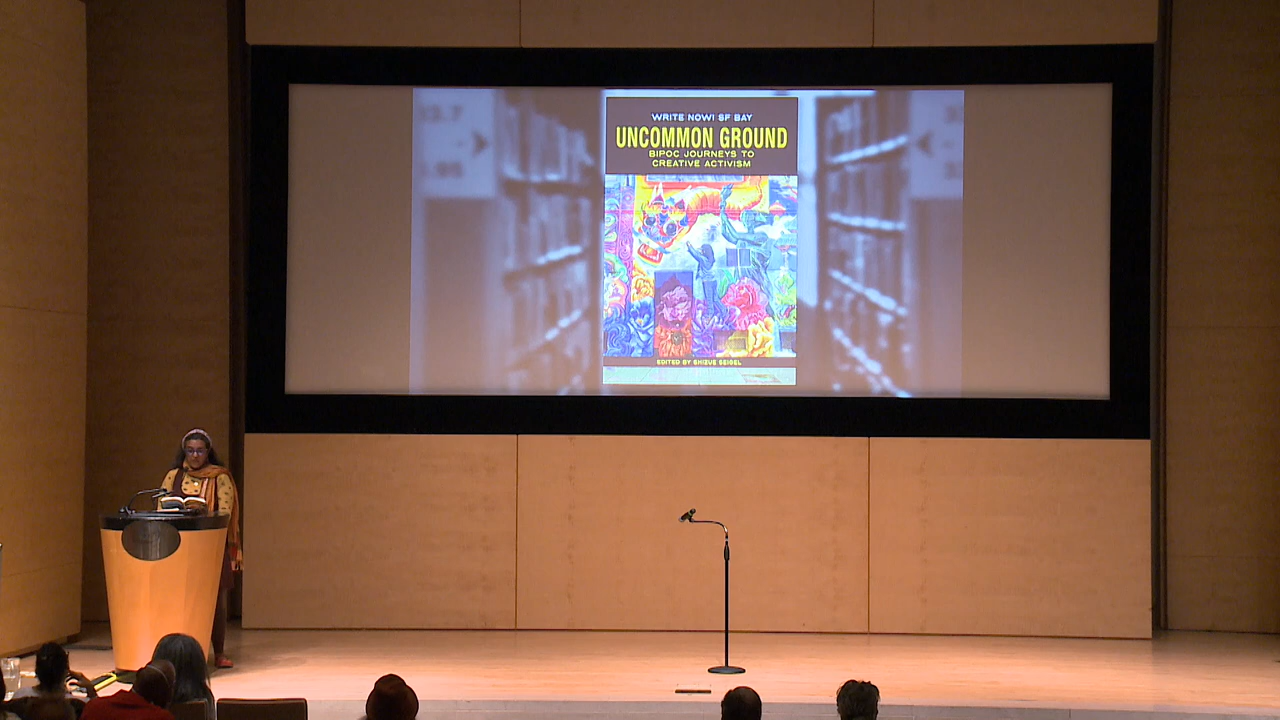 WRITE NOW! SF BAY
UNCOMMON GROUND
BIPOC JOURNEYS TO
CREATIVE ACTIVISM
EDITED BY SHIZUE SEIGEL